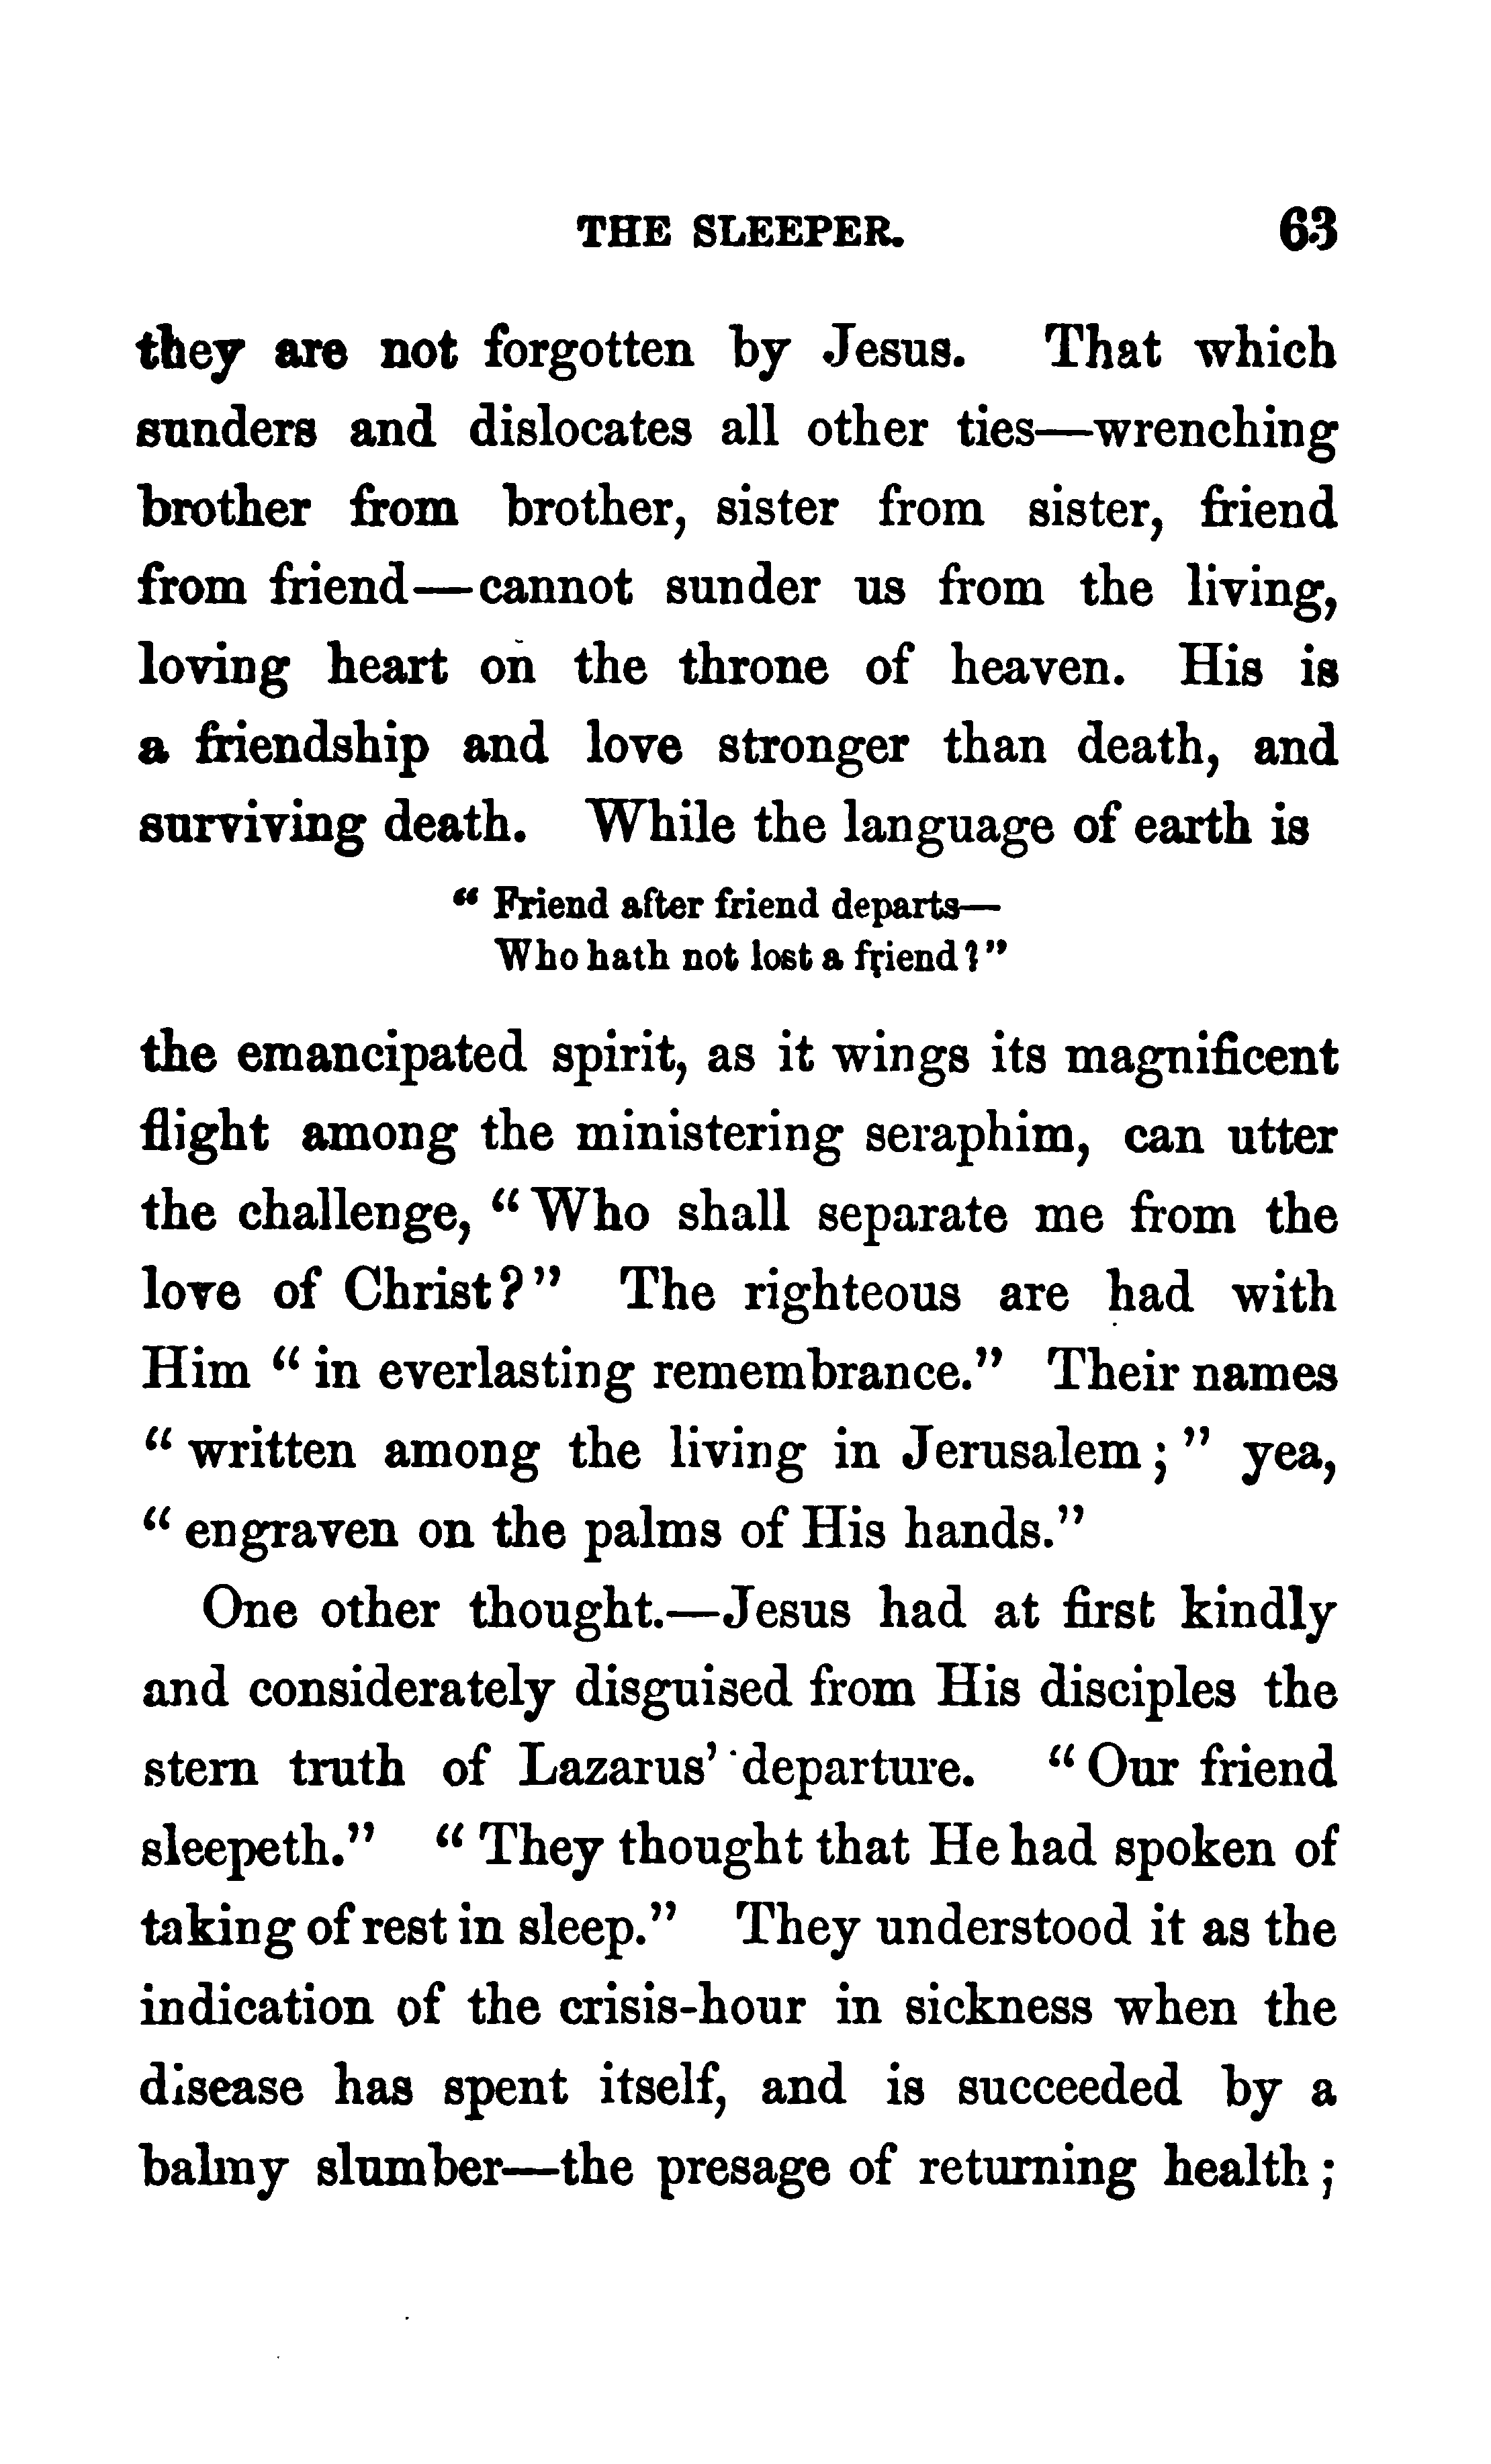 THE SLEEPER. 63
they are not forgotten by Jesus. That which
sunders and dislocates all other ties—wrenching
brother from brother, sister from sister, friend
from friend—cannot sunder us from the living,
loving heart on the throne of heaven. His is
a friendship and love stronger than death, and
surviving death. While the language of earth is
“ Friend after friend departs—
Who hath not lost a friend?”
the emancipated spirit, as it wings its magnificent
flight among the ministering seraphim, can utter
the challenge, “ Who shall separate me from the
love of Christ?” The righteous are had with
Him “ in everlasting remembrance.” Their names
“ written among the living in Jerusalem ; ” yea,
“ engraven on the palms of His hands.”
One other thought.—Jesus had at first kindly
and considerately disguised from His disciples the
stern truth of Lazarus’ departure. “ Our friend
sleepeth.” “ They thought that He had spoken of
taking of rest in sleep.” They understood it as the
indication of the crisis-hour in sickness when the
disease has spent itself, and is succeeded by a
balmy slumber—the presage of returning health ;